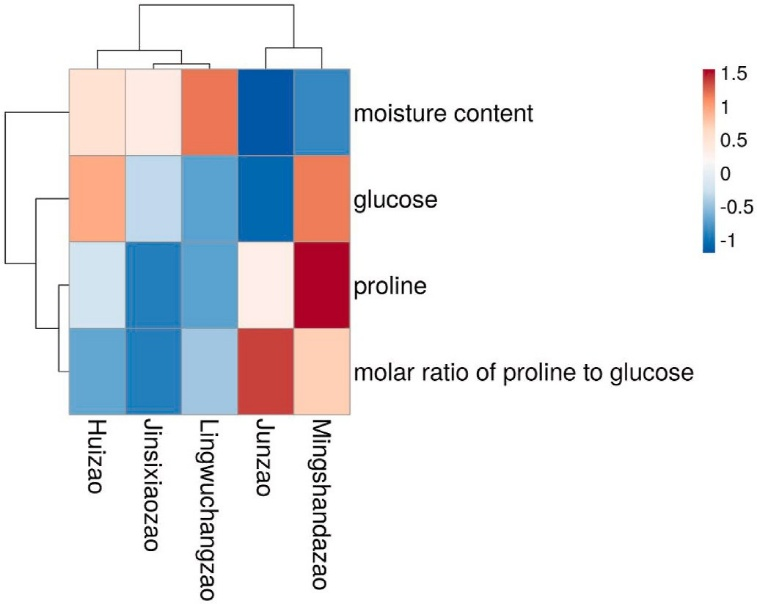 1.5
1
0.5
0
-0.5
-1
moisture content
glucose
proline
molar ratio of proline to glucose
Huizao
Jinsixiaozao
Lingwuchangzao
Junzao
Mingshandazao